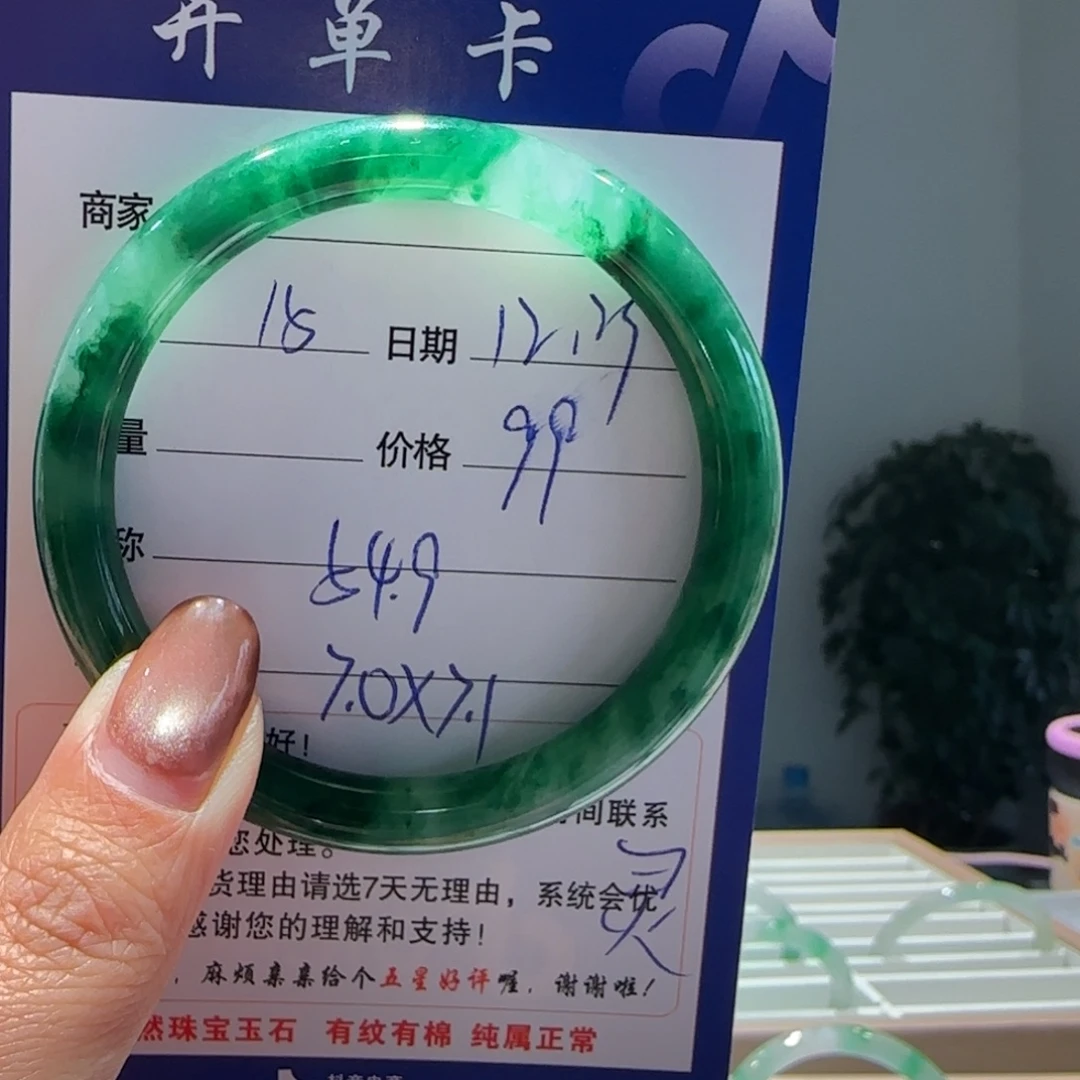 开单卡
商家
18 日期 12.25
量 价格 99
称 54.9
7.0X7.1
好!
间联系
您处理。
货理由请选7天无理由,系统会优
感谢您的理解和支持!
灵
,麻烦亲亲给个五星好评喔,谢谢啦!
然珠宝玉石 有纹有棉 纯属正常